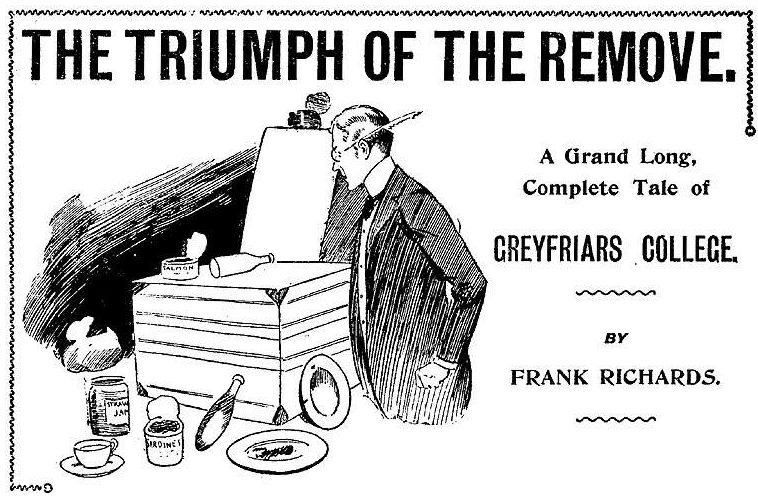 THE TRIUMPH OF THE REMOVE.
A Grand Long,
Complete Tale of
GREYFRIARS COLLEGE.
BY
FRANK RICHARDS.
SALMON
STRAW
JAM
SARDINES